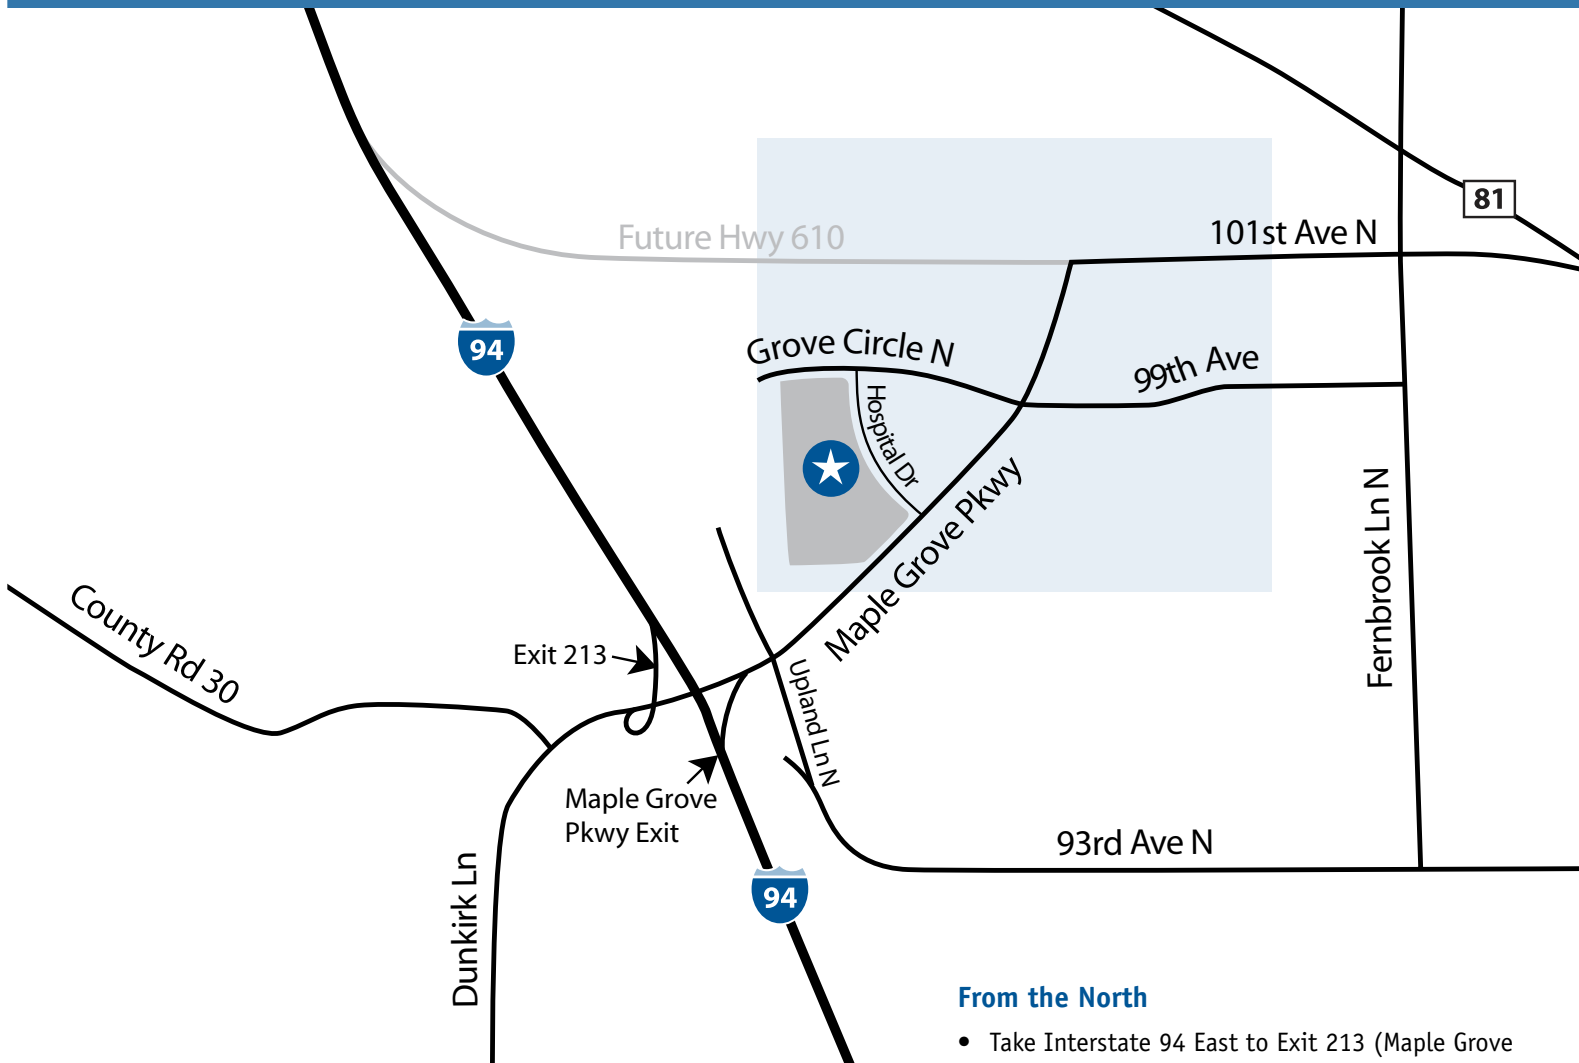 81
101st Ave N
Future Hwy 610
Grove Circle N
94
99th Ave
Hospital Dr
Maple Grove Pkwy
Fernbrook Ln N
County Rd 30
Exit 213
Upland Ln N
Maple Grove
Pkwy Exit
93rd Ave N
94
Dunkirk Ln
From the North
• Take Interstate 94 East to Exit 213 (Maple Grove